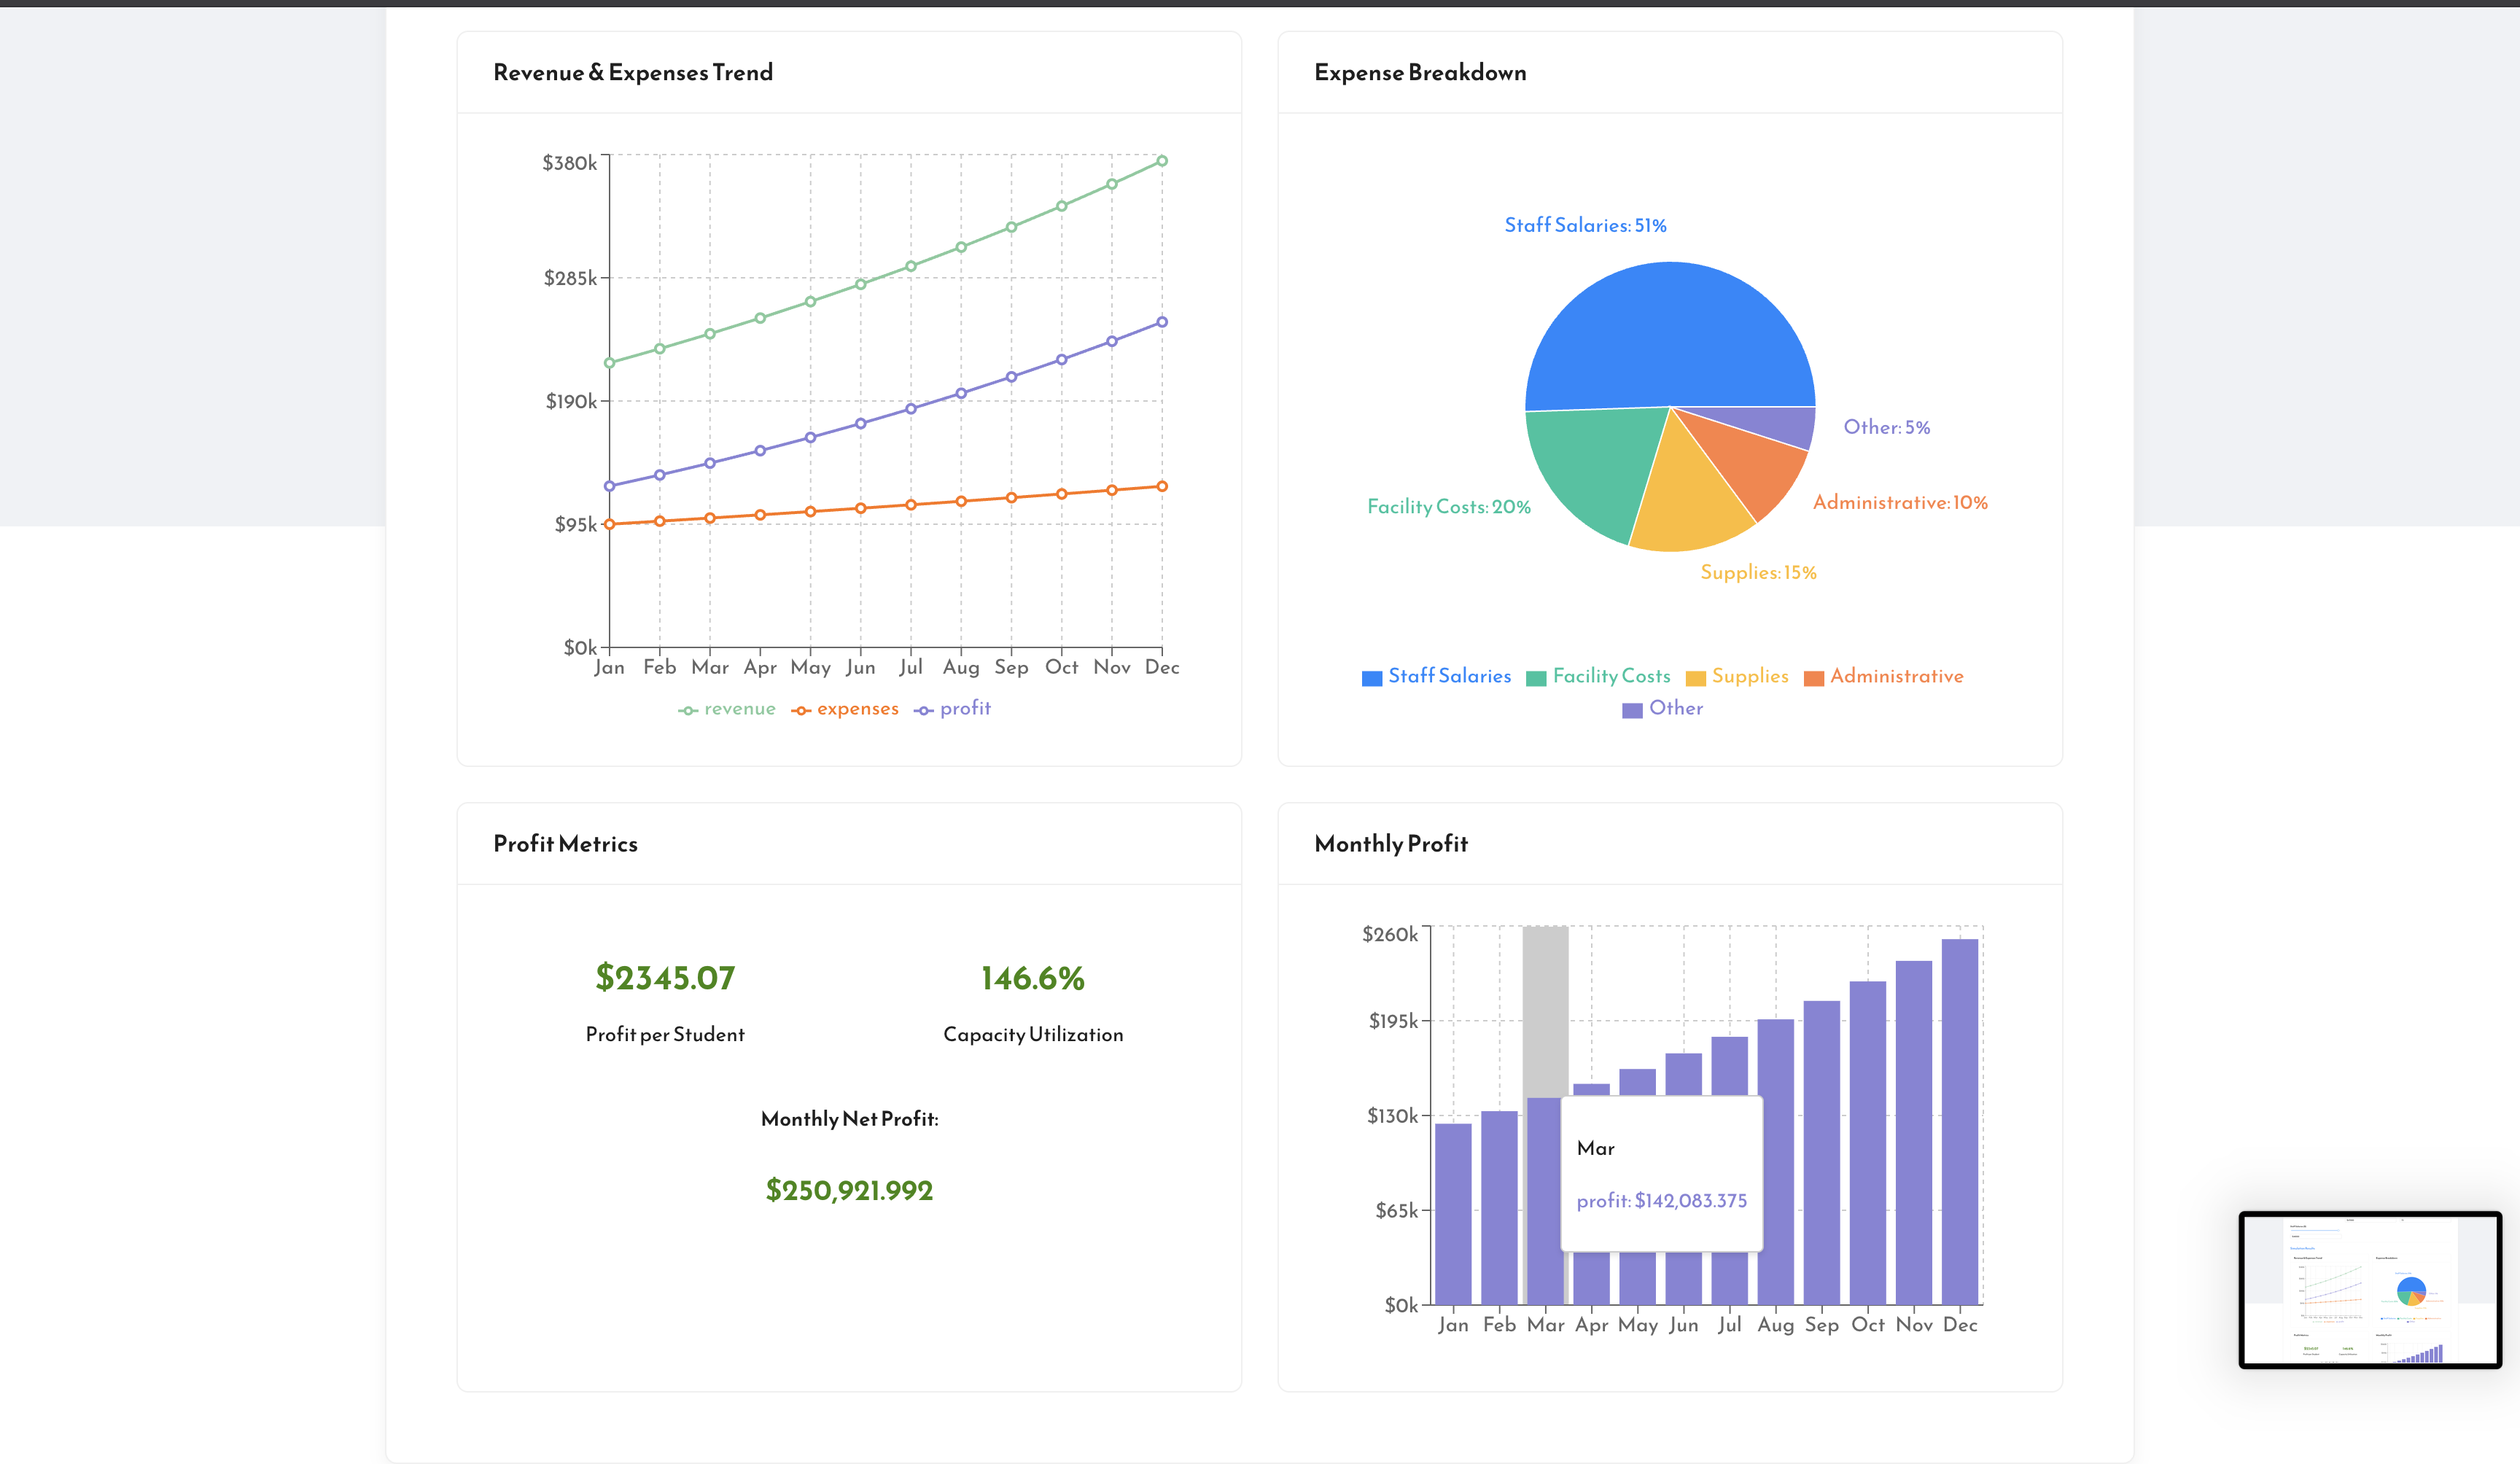 Revenue & Expenses Trend
$380k
$285k
$190k
$95k
$0k
Jan Feb Mar Apr May Jun Jul Aug Sep Oct Nov Dec
revenue expenses profit
Expense Breakdown
Staff Salaries: 51%
Other: 5%
Administrative: 10%
Facility Costs: 20%
Supplies: 15%
Staff Salaries Facility Costs Supplies Administrative
Other
Profit Metrics
$2345.07 146.6%
Profit per Student Capacity Utilization
Monthly Net Profit:
$250,921.992
Monthly Profit
$260k
$195k
$130k
$65k
$0k
Mar
profit: $142,083.375
Jan Feb Mar Apr May Jun Jul Aug Sep Oct Nov Dec